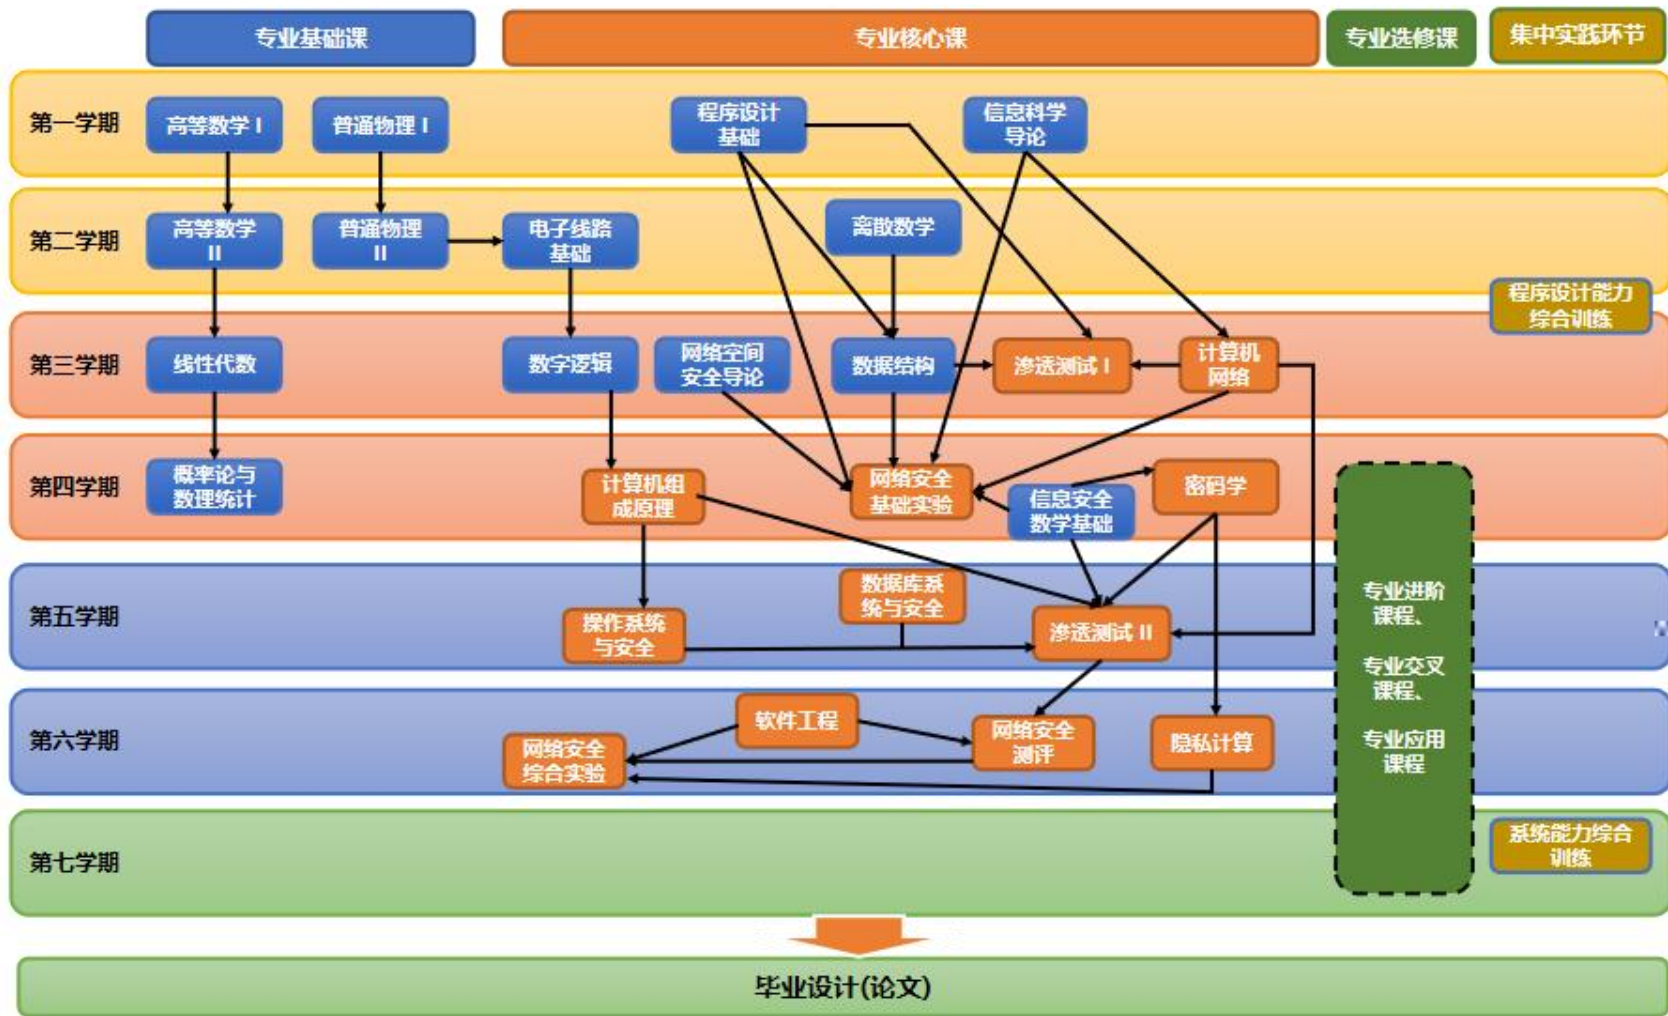 专业基础课
专业核心课
专业选修课
集中实践环节
第一学期
高等数学 I
普通物理 I
程序设计
基础
信息科学
导论
第二学期
高等数学
II
普通物理
II
电子线路
基础
离散数学
程序设计能力
综合训练
第三学期
线性代数
数字逻辑
网络空间
安全导论
数据结构
渗透测试 I
计算机
网络
第四学期
概率论与
数理统计
计算机组
成原理
网络安全
基础实验
信息安全
数学基础
密码学
第五学期
操作系统
与安全
数据库系
统与安全
渗透测试 II
专业进阶
课程、
专业交叉
课程、
专业应用
课程
第六学期
网络安全
综合实验
软件工程
网络安全
测评
隐私计算
第七学期
系统能力综合
训练
毕业设计(论文)